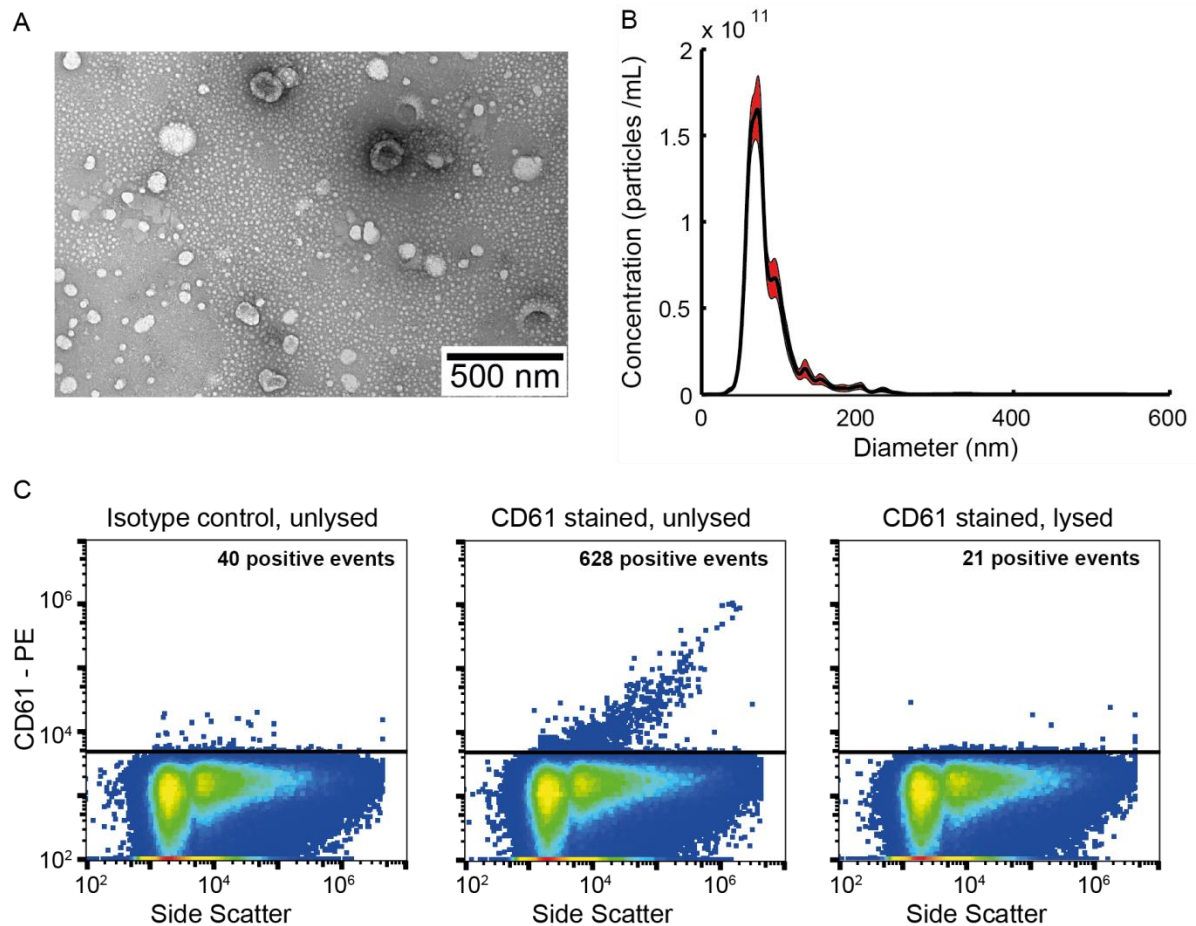 A
500 nm
B
x 10^11
2
1.5
1
0.5
0
Concentration (particles /mL)
0
200
400
600
Diameter (nm)
C
Isotype control, unlysed
CD61 stained, unlysed
CD61 stained, lysed
40 positive events
628 positive events
21 positive events
CD61 - PE
10^6
10^4
10^2
10^2 10^4 10^6
10^2 10^4 10^6
10^2 10^4 10^6
Side Scatter
Side Scatter
Side Scatter